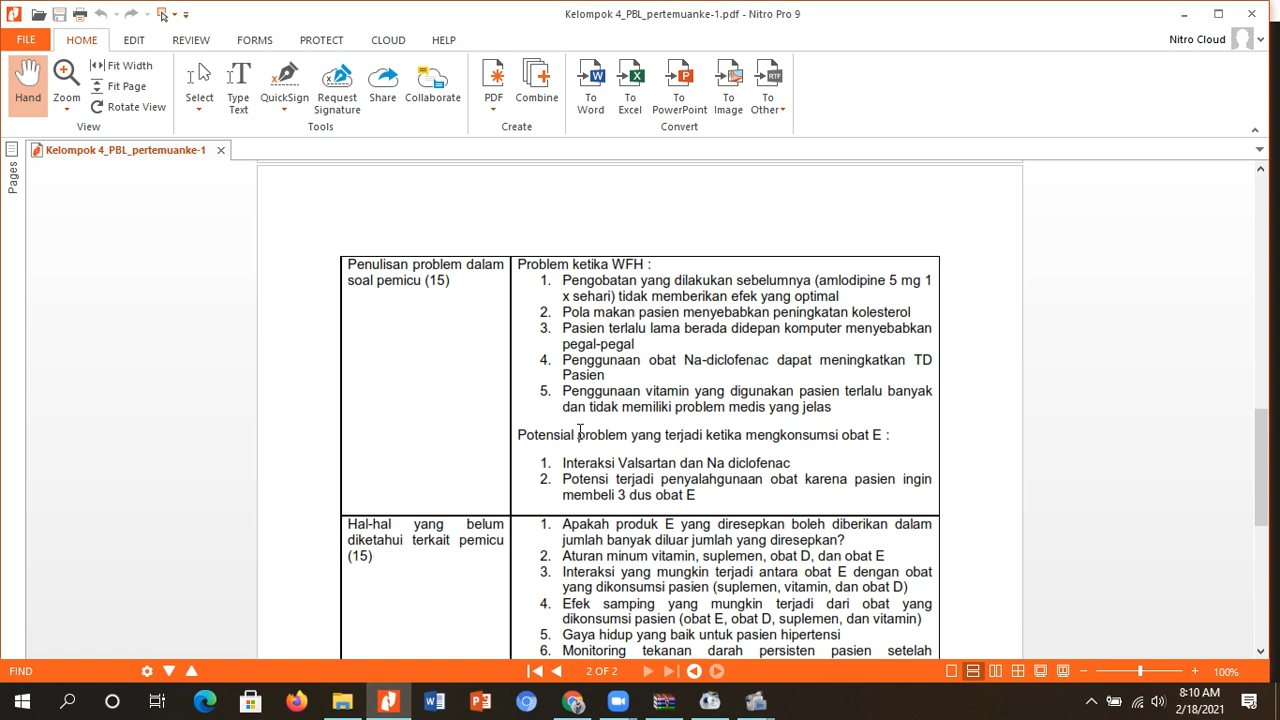 Kelompok 4_PBL_pertemuanke-1.pdf - Nitro Pro 9
FILE HOME EDIT REVIEW FORMS PROTECT CLOUD HELP
Nitro Cloud
Hand
Zoom
Fit Width
Fit Page
Rotate View
View
Select
Type Text
QuickSign
Request Signature
Share
Collaborate
Tools
PDF
Combine
Create
To Word
To Excel
To PowerPoint
To Image
To Other
Convert
Kelompok 4_PBL_pertemuanke-1
Pages
Penulisan problem dalam
soal pemicu (15)
Problem ketika WFH :
1. Pengobatan yang dilakukan sebelumnya (amlodipine 5 mg 1
x sehari) tidak memberikan efek yang optimal
2. Pola makan pasien menyebabkan peningkatan kolesterol
3. Pasien terlalu lama berada didepan komputer menyebabkan
pegal-pegal
4. Penggunaan obat Na-diclofenac dapat meningkatkan TD
Pasien
5. Penggunaan vitamin yang digunakan pasien terlalu banyak
dan tidak memiliki problem medis yang jelas
Potensial problem yang terjadi ketika mengkonsumsi obat E :
1. Interaksi Valsartan dan Na diclofenac
2. Potensi terjadi penyalahgunaan obat karena pasien ingin
membeli 3 dus obat E
Hal-hal yang belum
diketahui terkait pemicu
(15)
1. Apakah produk E yang diresepkan boleh diberikan dalam
jumlah banyak diluar jumlah yang diresepkan?
2. Aturan minum vitamin, suplemen, obat D, dan obat E
3. Interaksi yang mungkin terjadi antara obat E dengan obat
yang dikonsumsi pasien (suplemen, vitamin, dan obat D)
4. Efek samping yang mungkin terjadi dari obat yang
dikonsumsi pasien (obat E, obat D, suplemen, dan vitamin)
5. Gaya hidup yang baik untuk pasien hipertensi
6. Monitoring tekanan darah persisten pasien setelah
FIND
2 OF 2
100%
8:10 AM
2/18/2021